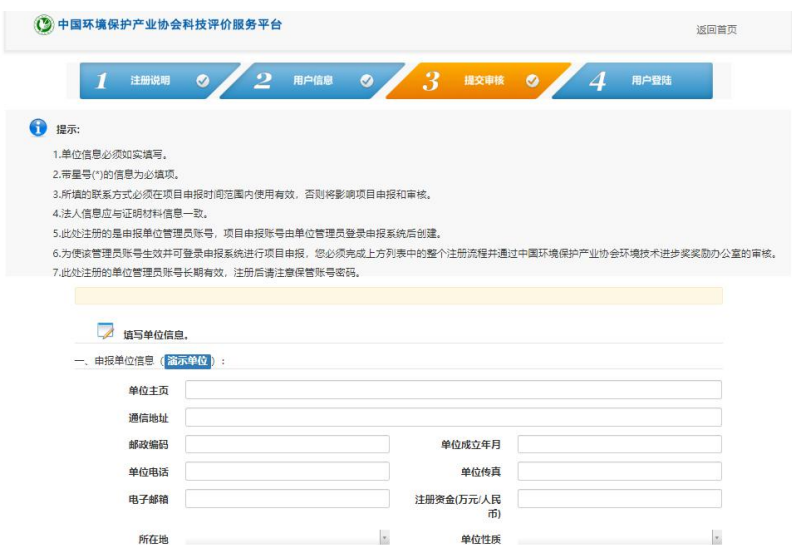 中国环境保护产业协会科技评价服务平台
返回首页
1 注册说明 2 用户信息 3 提交审核 4 用户登陆
提示:
1.单位信息必须如实填写。
2.带星号(*)的信息为必填项。
3.所填的联系方式必须在项目申报时间范围内使用有效，否则将影响项目申报和审核。
4.法人信息应与证明材料信息一致。
5.此处注册的是申报单位管理员账号，项目申报账号由单位管理员登录申报系统后创建。
6.为使该管理员账号生效并可登录申报系统进行项目申报，您必须完成上方列表中的整个注册流程并通过中国环境保护产业协会环境技术进步奖奖励办公室的审核。
7.此处注册的单位管理员账号长期有效，注册后请注意保管账号密码。
填写单位信息。
一、申报单位信息（演示单位）:
单位主页
通信地址
邮政编码 单位成立年月
单位电话 单位传真
电子邮箱 注册资金(万元/人民
币)
所在地 单位性质